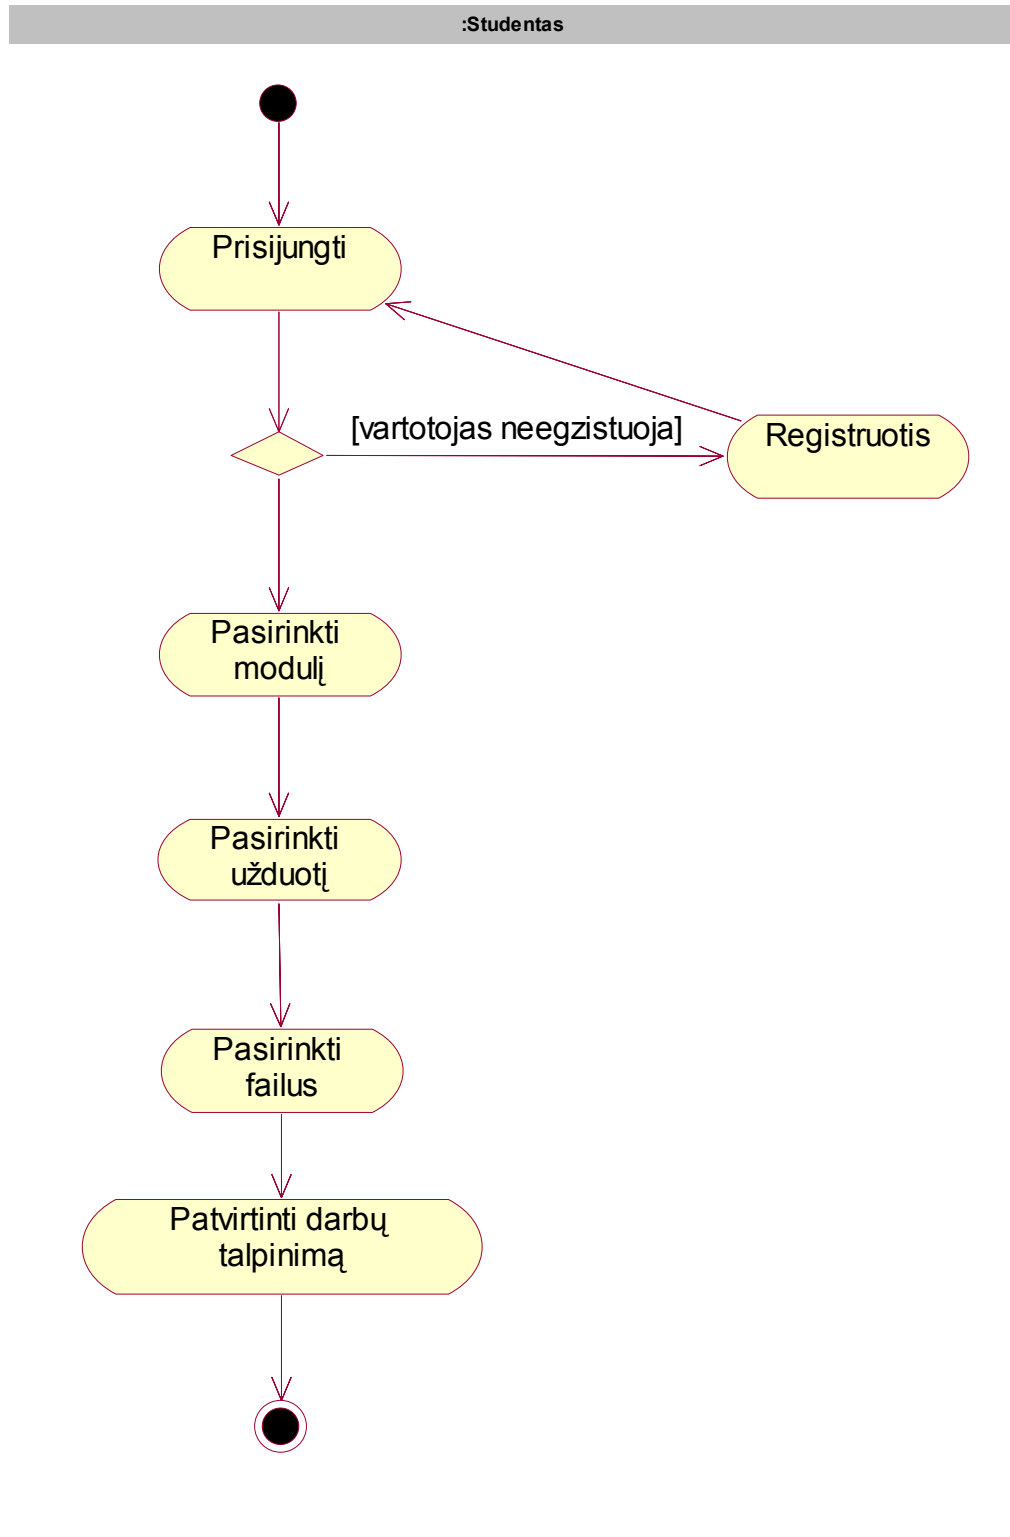 :Studentas
Prisijungti
[vartotojas neegzistuoja]
Registruotis
Pasirinkti
modulį
Pasirinkti
užduotį
Pasirinkti
failus
Patvirtinti darbų
talpinimą